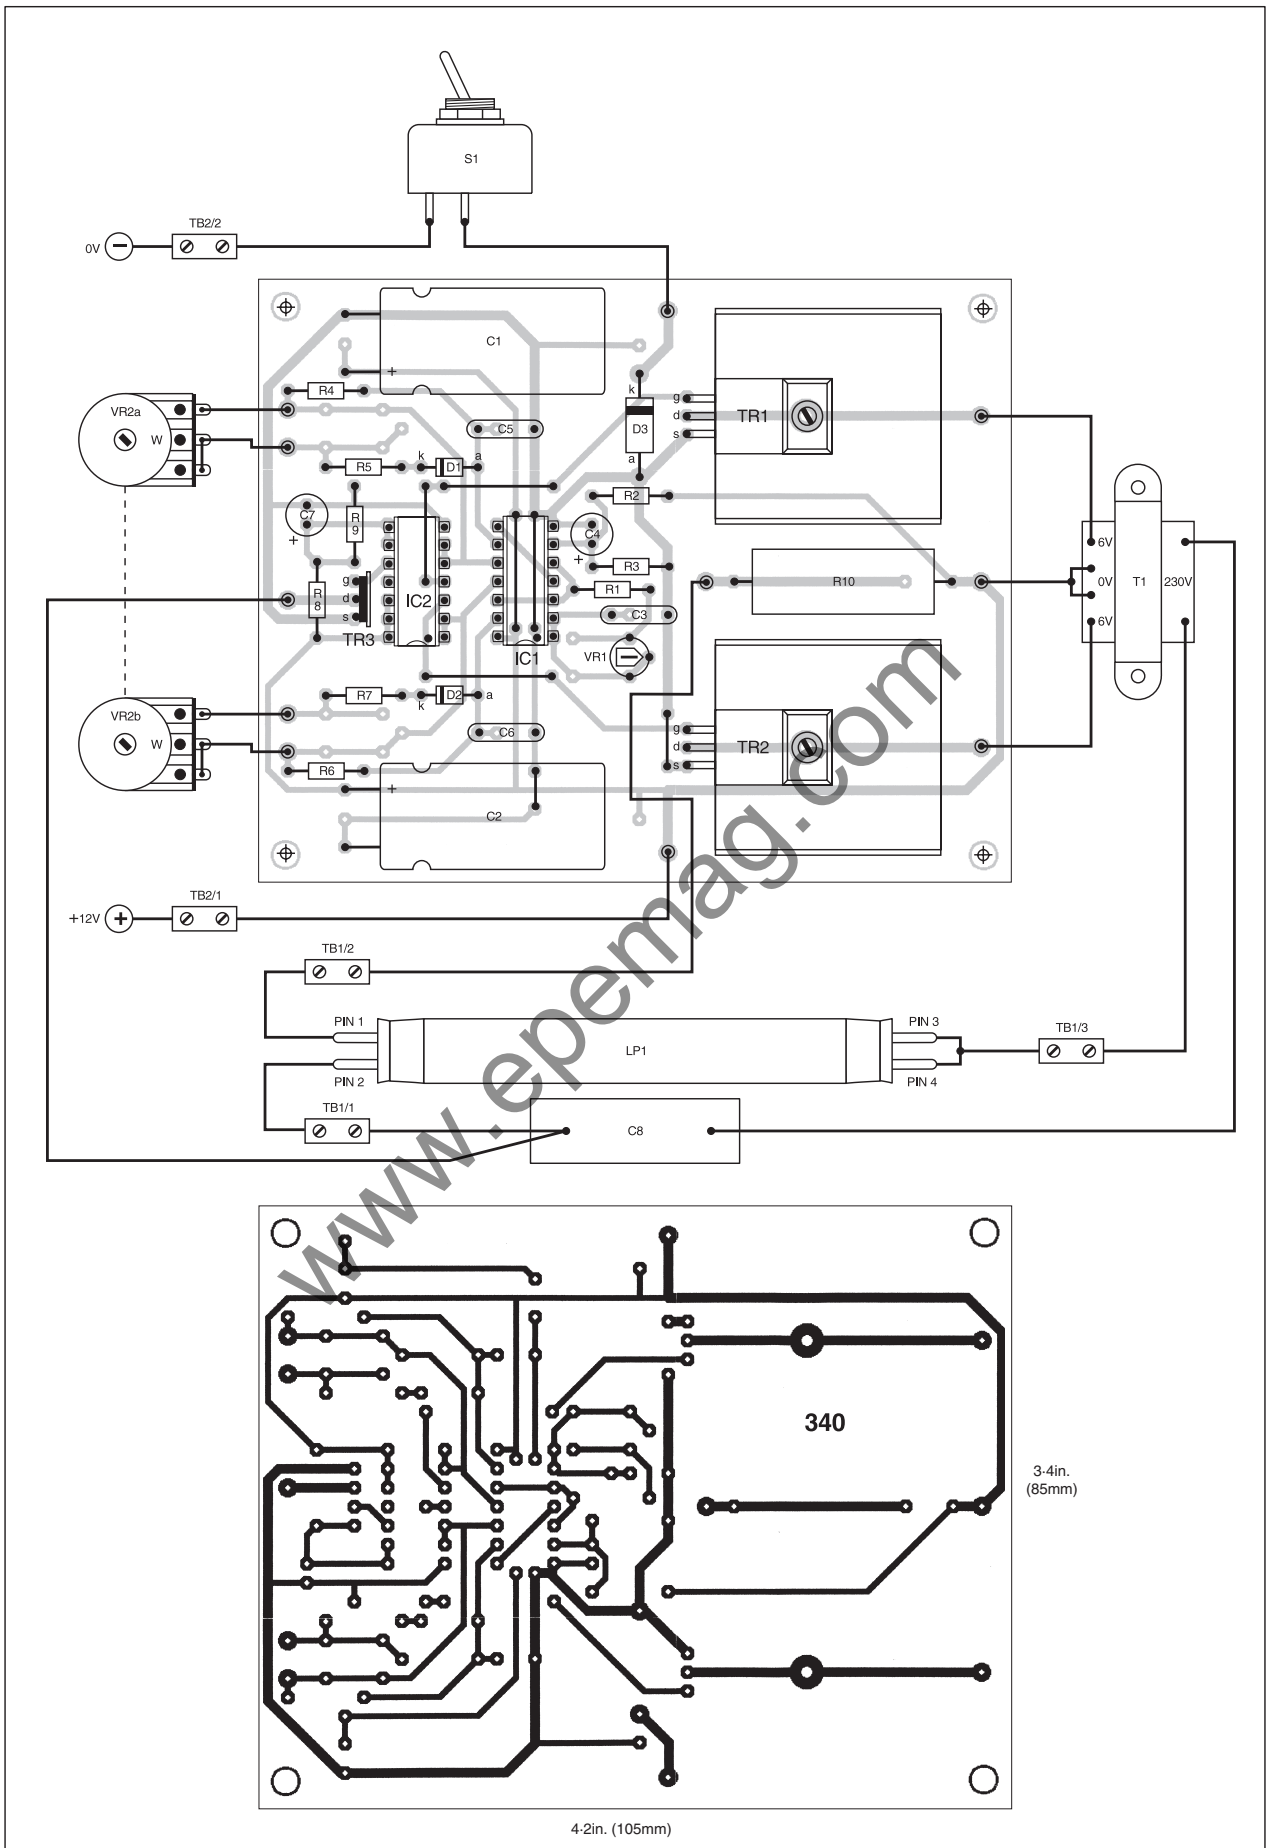 S1
TB2/2
0V
−
C1
+
VR2a
W
R4
k
g
d
s
TR1
C5
D3
R5
k
D1
a
a
R2
C7
+
R
9
C4
+
6V
R3
R10
0V
T1
230V
g
R
8
d
IC2
R1
s
C3
6V
TR3
IC1
VR1
R7
k
D2
a
VR2b
W
C6
g
d
s
TR2
R6
+
C2
TB2/1
+12V
+
TB1/2
PIN 1
PIN 3
TB1/3
LP1
PIN 2
PIN 4
TB1/1
C8
www.epemag.com
340
3·4in.
(85mm)
4·2in. (105mm)